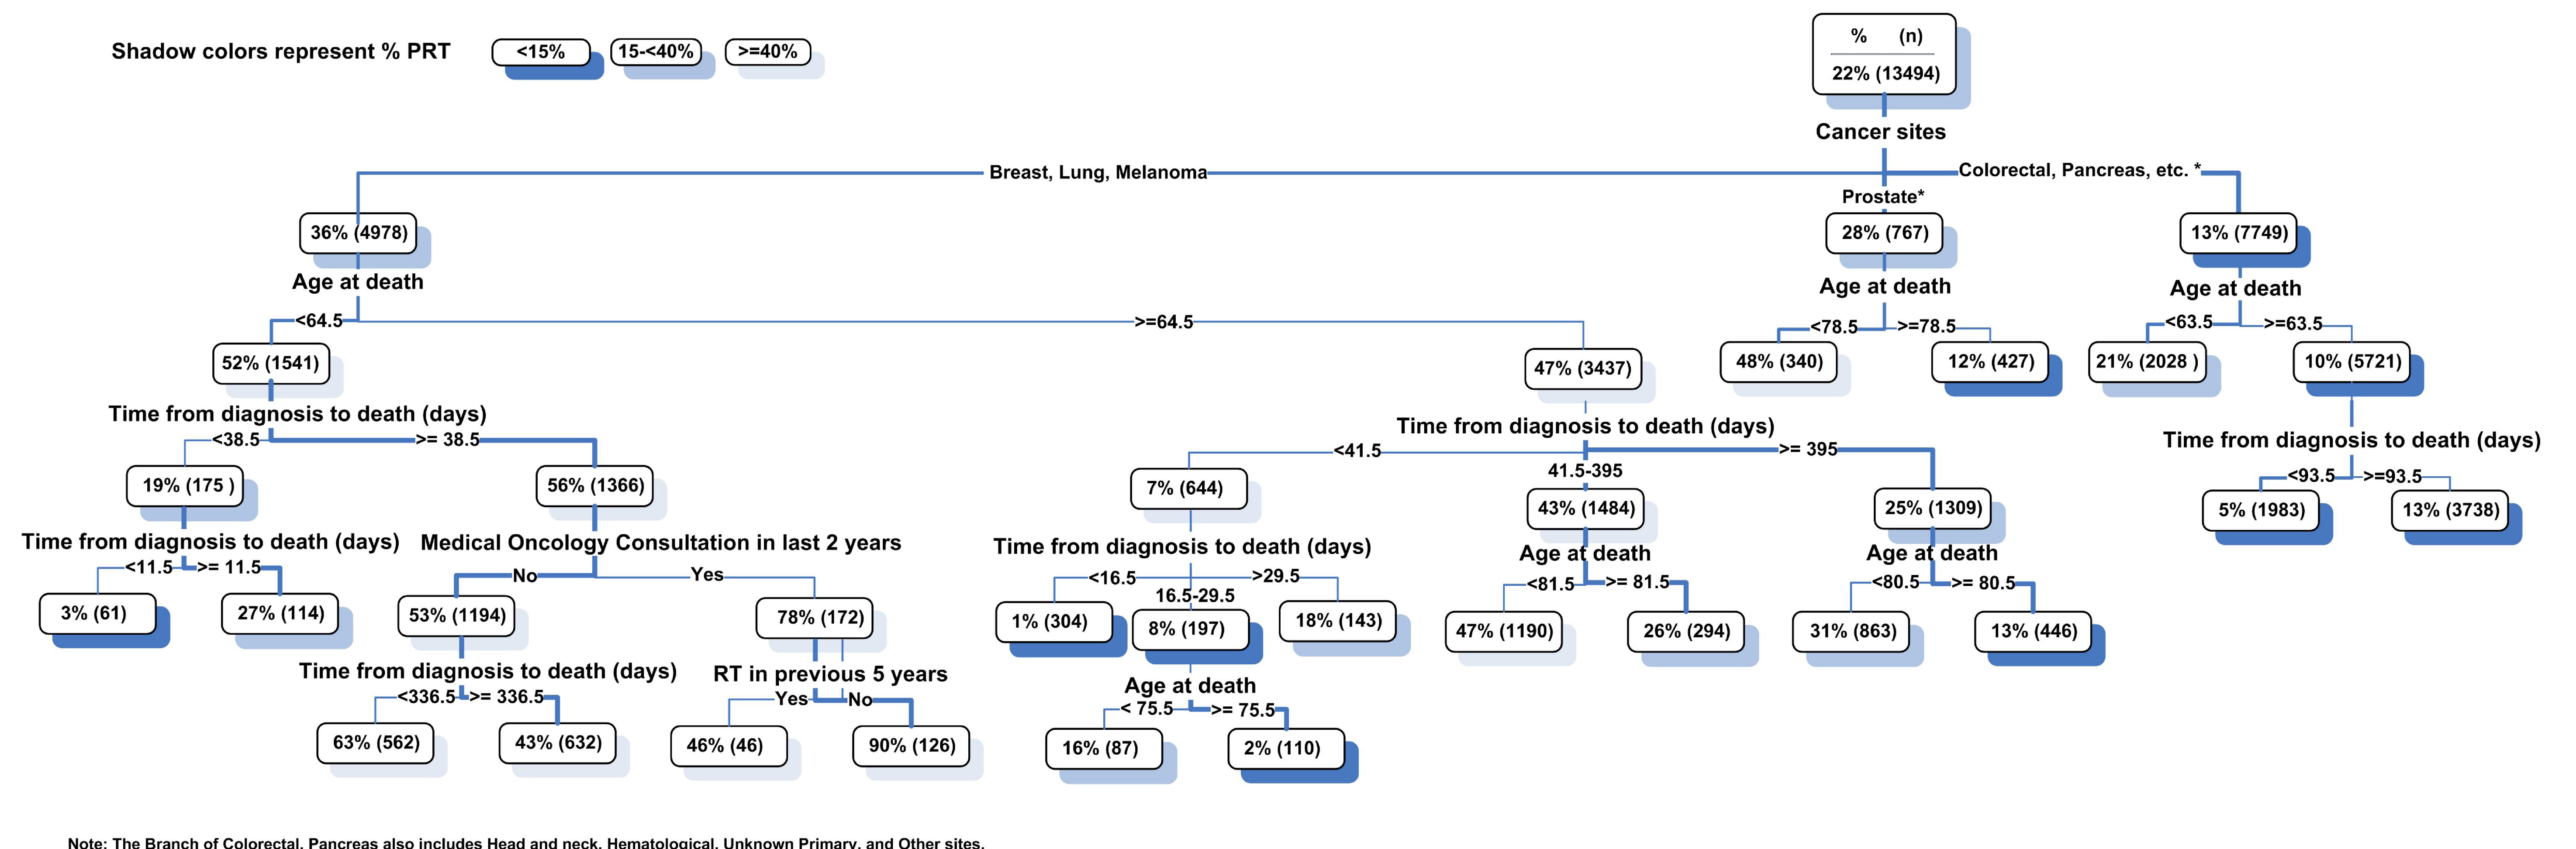 Shadow colors represent % PRT
<15%
15-<40%
>=40%
% (n)
22% (13494)
Cancer sites
Breast, Lung, Melanoma
Colorectal, Pancreas, etc. *
Prostate*
36% (4978)
28% (767)
13% (7749)
Age at death
Age at death
Age at death
<64.5
>=64.5
<78.5
>=78.5
<63.5
>=63.5
52% (1541)
47% (3437)
48% (340)
12% (427)
21% (2028 )
10% (5721)
Time from diagnosis to death (days)
Time from diagnosis to death (days)
Time from diagnosis to death (days)
<38.5
>= 38.5
<41.5
41.5-395
>= 395
<93.5
>=93.5
19% (175 )
56% (1366)
7% (644)
43% (1484)
25% (1309)
5% (1983)
13% (3738)
Time from diagnosis to death (days)
Medical Oncology Consultation in last 2 years
Time from diagnosis to death (days)
Age at death
Age at death
<11.5
>= 11.5
No
Yes
<16.5
16.5-29.5
>29.5
<81.5
>= 81.5
<80.5
>= 80.5
3% (61)
27% (114)
53% (1194)
78% (172)
1% (304)
8% (197)
18% (143)
47% (1190)
26% (294)
31% (863)
13% (446)
Time from diagnosis to death (days)
RT in previous 5 years
Age at death
<336.5
>= 336.5
Yes
No
< 75.5
>= 75.5
63% (562)
43% (632)
46% (46)
90% (126)
16% (87)
2% (110)
Note: The Branch of Colorectal, Pancreas also includes Head and neck, Hematological, Unknown Primary, and Other sites.